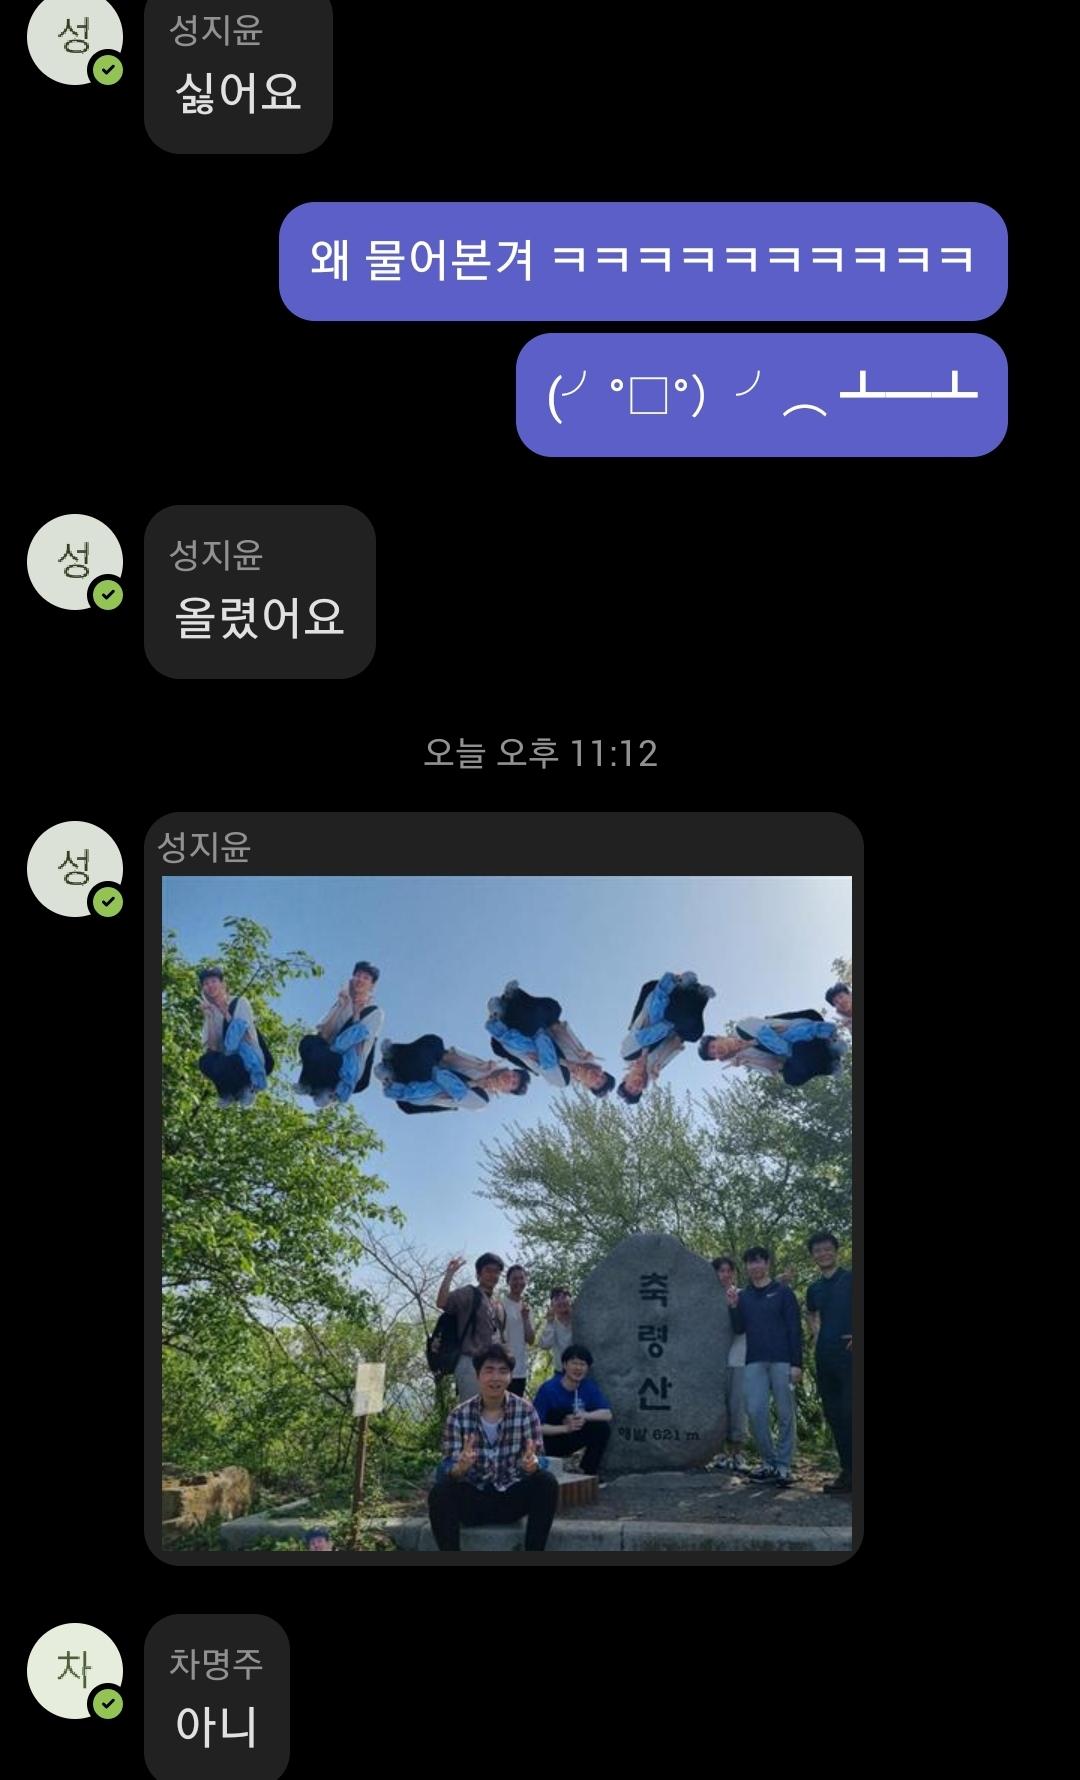 성
성지윤
싫어요
왜 물어본겨 ㅋㅋㅋㅋㅋㅋㅋㅋㅋㅋ
(╯°□°)╯︵ ┻━┻
성
성지윤
올렸어요
오늘 오후 11:12
성
성지윤
축
령
산
해발 621 m
차
차명주
아니